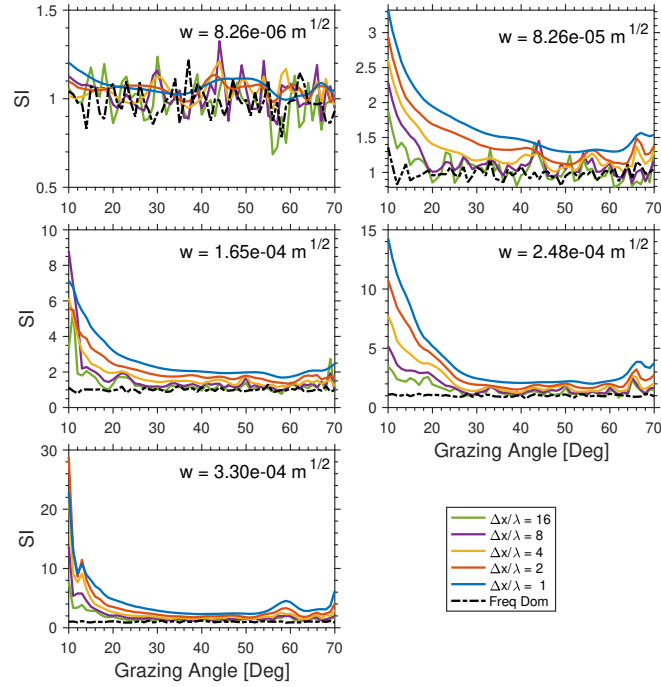 w = 8.26e-06 m^1/2
w = 8.26e-05 m^1/2
SI
1.5
1
0.5
10 20 30 40 50 60 70
3
2.5
2
1.5
1
10 20 30 40 50 60 70
w = 1.65e-04 m^1/2
w = 2.48e-04 m^1/2
SI
10
8
6
4
2
0
10 20 30 40 50 60 70
15
10
5
0
10 20 30 40 50 60 70
Grazing Angle [Deg]
w = 3.30e-04 m^1/2
SI
30
20
10
0
10 20 30 40 50 60 70
Grazing Angle [Deg]
Δx/λ = 16
Δx/λ = 8
Δx/λ = 4
Δx/λ = 2
Δx/λ = 1
Freq Dom